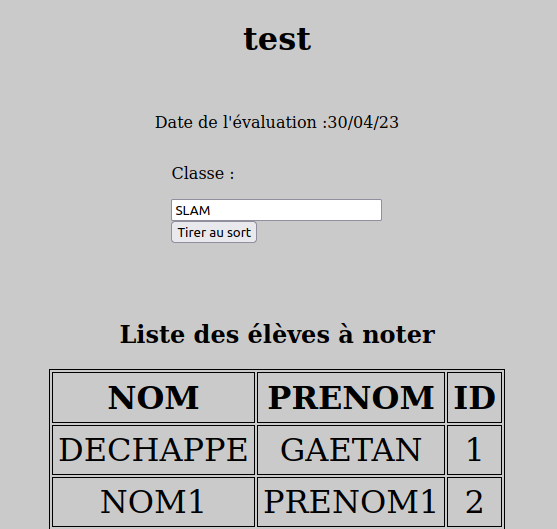 test
Date de l'évaluation :30/04/23
Classe :
SLAM
Tirer au sort
Liste des élèves à noter
NOM PRENOM ID
DECHAPPE GAETAN 1
NOM1 PRENOM1 2